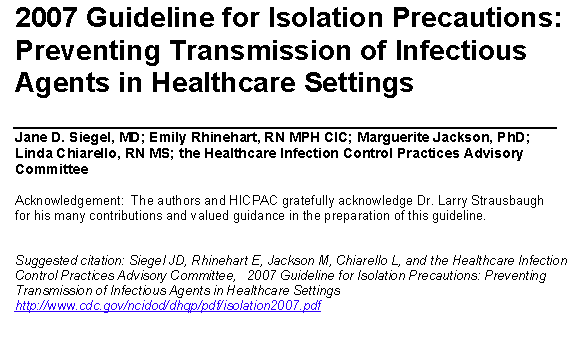 2007 Guideline for Isolation Precautions:
Preventing Transmission of Infectious
Agents in Healthcare Settings
Jane D. Siegel, MD; Emily Rhinehart, RN MPH CIC; Marguerite Jackson, PhD;
Linda Chiarello, RN MS; the Healthcare Infection Control Practices Advisory
Committee
Acknowledgement:  The authors and HICPAC gratefully acknowledge Dr. Larry Strausbaugh
for his many contributions and valued guidance in the preparation of this guideline.
Suggested citation: Siegel JD, Rhinehart E, Jackson M, Chiarello L, and the Healthcare Infection
Control Practices Advisory Committee,   2007 Guideline for Isolation Precautions: Preventing
Transmission of Infectious Agents in Healthcare Settings
http://www.cdc.gov/ncidod/dhqp/pdf/isolation2007.pdf